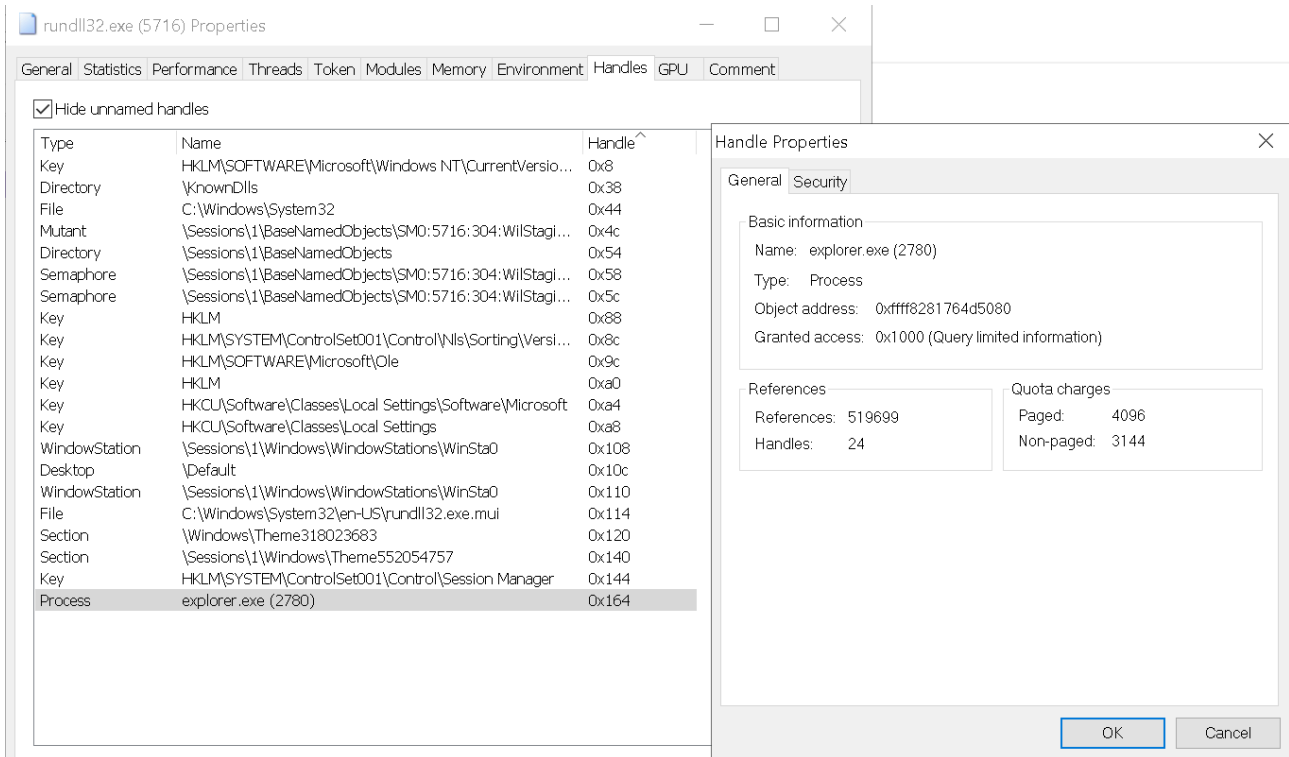 rundll32.exe (5716) Properties
General Statistics Performance Threads Token Modules Memory Environment Handles GPU Comment
Hide unnamed handles
Type Name Handle
Key HKLM\SOFTWARE\Microsoft\Windows NT\CurrentVersio... 0x8
Directory \KnownDlls 0x38
File C:\Windows\System32 0x44
Mutant \Sessions\1\BaseNamedObjects\SM0:5716:304:WilStagi... 0x4c
Directory \Sessions\1\BaseNamedObjects 0x54
Semaphore \Sessions\1\BaseNamedObjects\SM0:5716:304:WilStagi... 0x58
Semaphore \Sessions\1\BaseNamedObjects\SM0:5716:304:WilStagi... 0x5c
Key HKLM 0x88
Key HKLM\SYSTEM\ControlSet001\Control\Nls\Sorting\Versi... 0x8c
Key HKLM\SOFTWARE\Microsoft\Ole 0x9c
Key HKLM 0xa0
Key HKCU\Software\Classes\Local Settings\Software\Microsoft 0xa4
Key HKCU\Software\Classes\Local Settings 0xa8
WindowStation \Sessions\1\Windows\WindowStations\WinSta0 0x108
Desktop \Default 0x10c
WindowStation \Sessions\1\Windows\WindowStations\WinSta0 0x110
File C:\Windows\System32\en-US\rundll32.exe.mui 0x114
Section \Windows\Theme318023683 0x120
Section \Sessions\1\Windows\Theme552054757 0x140
Key HKLM\SYSTEM\ControlSet001\Control\Session Manager 0x144
Process explorer.exe (2780) 0x164
Handle Properties
General Security
Basic information
Name: explorer.exe (2780)
Type: Process
Object address: 0xffff8281764d5080
Granted access: 0x1000 (Query limited information)
References
References: 519699
Handles: 24
Quota charges
Paged: 4096
Non-paged: 3144
OK Cancel